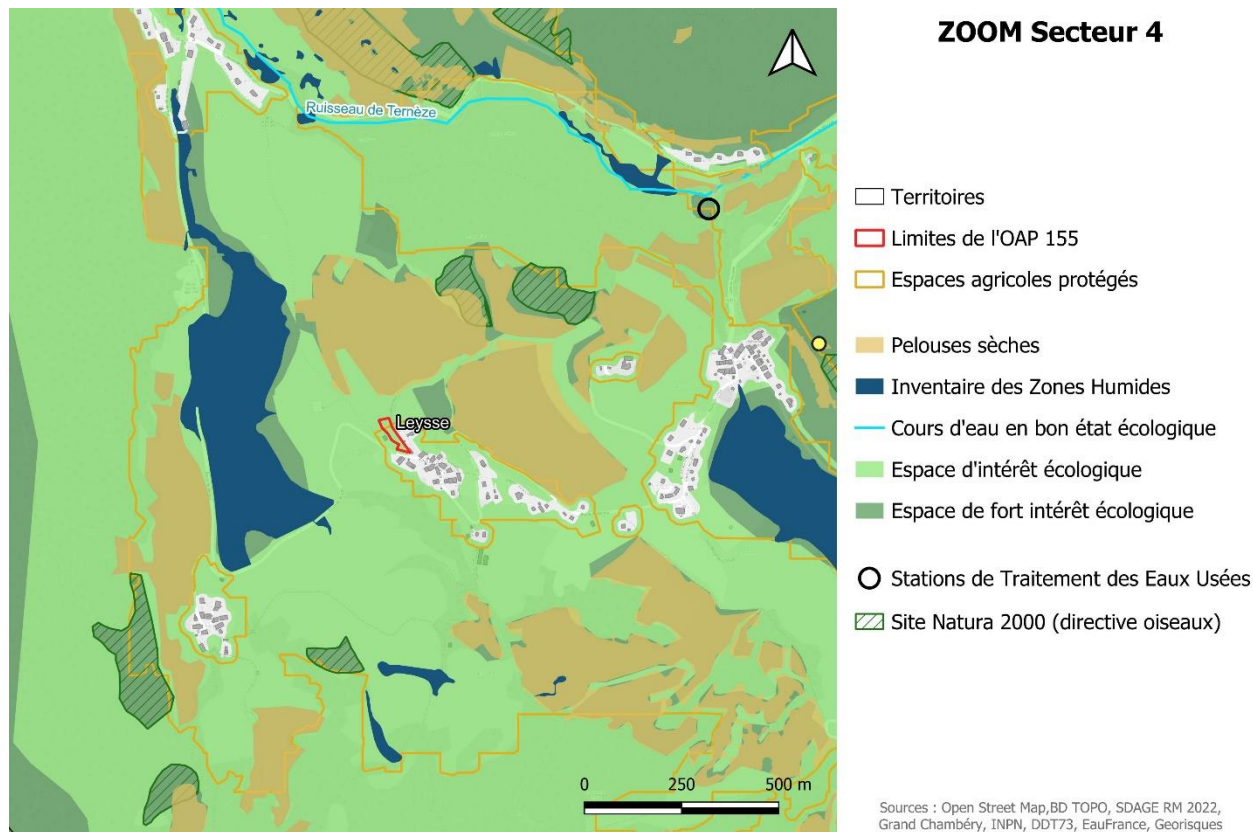 ZOOM Secteur 4
Ruisseau de Ternèze
Leysse
0 250 500 m
Territoires
Limites de l'OAP 155
Espaces agricoles protégés
Pelouses sèches
Inventaire des Zones Humides
Cours d'eau en bon état écologique
Espace d'intérêt écologique
Espace de fort intérêt écologique
Stations de Traitement des Eaux Usées
Site Natura 2000 (directive oiseaux)
Sources : Open Street Map,BD TOPO, SDAGE RM 2022,
Grand Chambéry, INPN, DDT73, EauFrance, Georisques